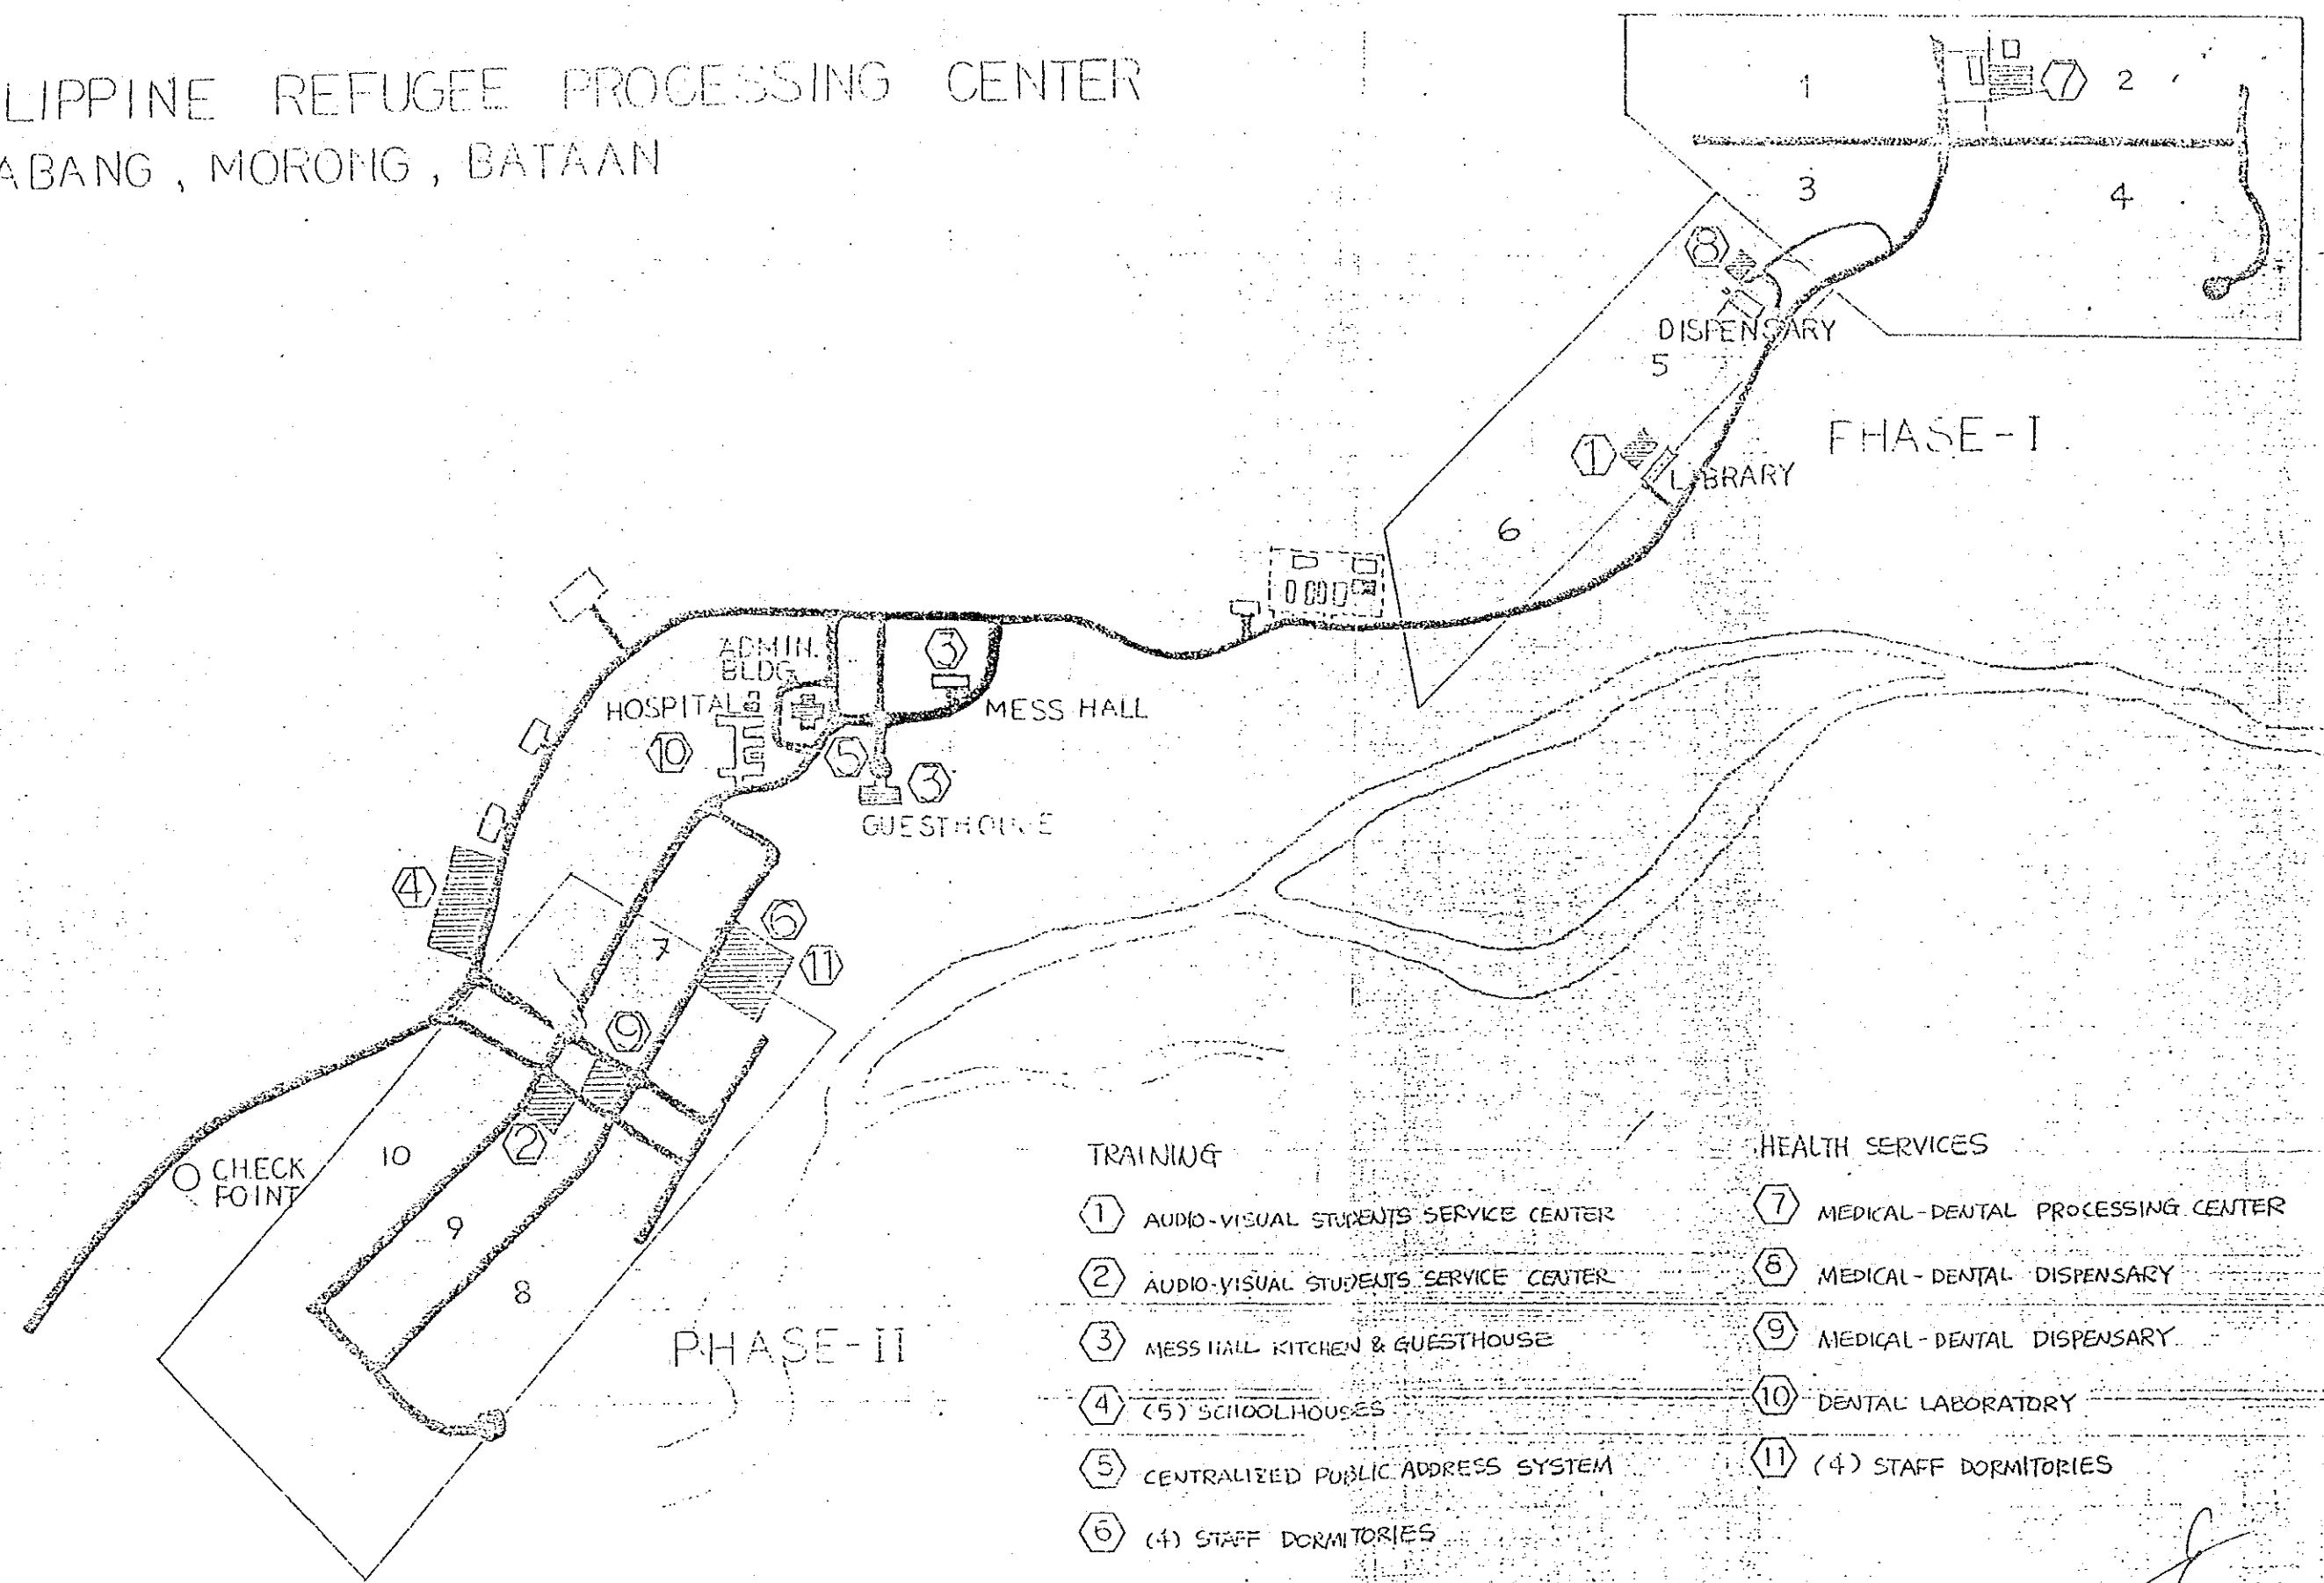 LIPPINE REFUGEE PROCESSING CENTER
ABANG, MORONG, BATAAN
1
7
2
3
4
8
DISPENSARY
5
PHASE-I
1
LIBRARY
6
ADMIN.
BLDG.
3
HOSPITAL
MESS HALL
10
5
3
GUESTHOUSE
4
6
7
11
9
2
10
CHECK
POINT
9
8
PHASE-II
TRAINING
1 AUDIO-VISUAL STUDENTS SERVICE CENTER
2 AUDIO-VISUAL STUDENTS SERVICE CENTER
3 MESS HALL KITCHEN & GUESTHOUSE
4 (5) SCHOOLHOUSES
5 CENTRALIZED PUBLIC ADDRESS SYSTEM
6 (4) STAFF DORMITORIES
HEALTH SERVICES
7 MEDICAL-DENTAL PROCESSING CENTER
8 MEDICAL-DENTAL DISPENSARY
9 MEDICAL-DENTAL DISPENSARY
10 DENTAL LABORATORY
11 (4) STAFF DORMITORIES